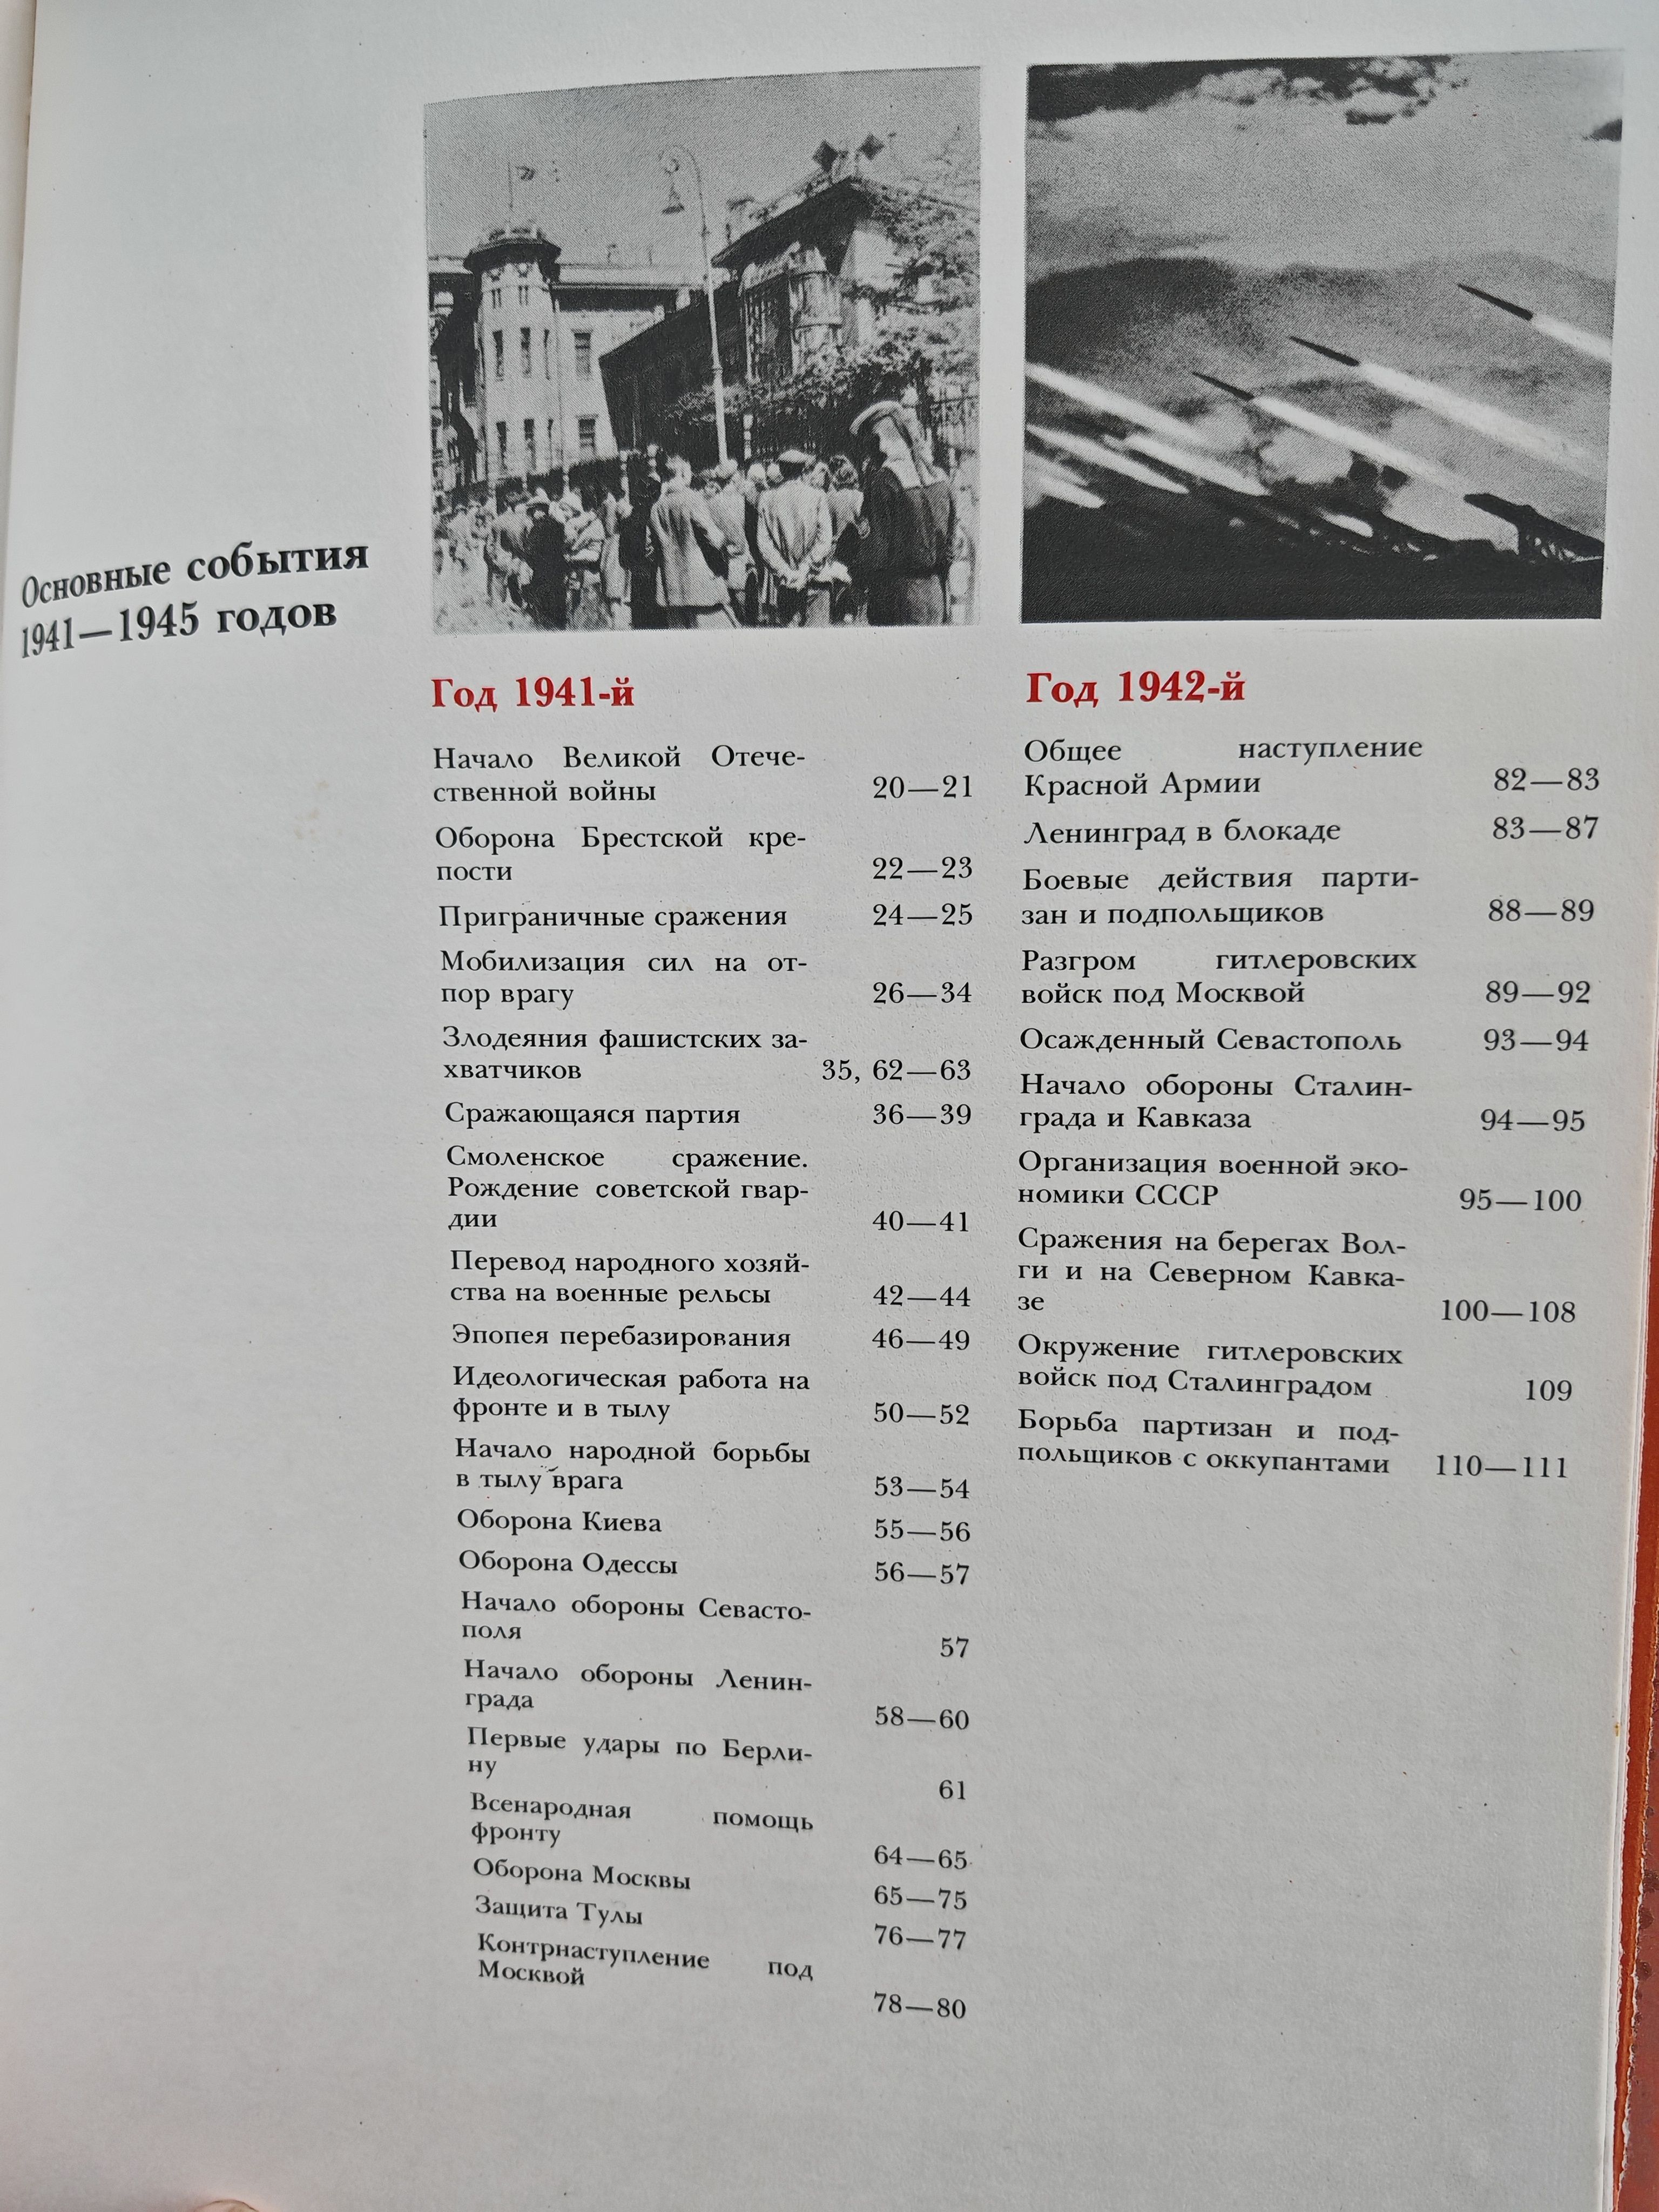 Основные события
1941—1945 годов
Год 1941-й
Начало Великой Отече-
ственной войны 20—21
Оборона Брестской кре-
пости 22—23
Приграничные сражения 24—25
Мобилизация сил на от-
пор врагу 26—34
Злодеяния фашистских за-
хватчиков 35, 62—63
Сражающаяся партия 36—39
Смоленское сражение.
Рождение советской гвар-
дии 40—41
Перевод народного хозяй-
ства на военные рельсы 42—44
Эпопея перебазирования 46—49
Идеологическая работа на
фронте и в тылу 50—52
Начало народной борьбы
в тылу врага 53—54
Оборона Киева 55—56
Оборона Одессы 56—57
Начало обороны Севасто-
поля 57
Начало обороны Ленин-
града 58—60
Первые удары по Берли-
ну 61
Всенародная помощь
фронту 64—65
Оборона Москвы 65—75
Защита Тулы 76—77
Контрнаступление под
Москвой 78—80
Год 1942-й
Общее наступление
Красной Армии 82—83
Ленинград в блокаде 83—87
Боевые действия парти-
зан и подпольщиков 88—89
Разгром гитлеровских
войск под Москвой 89—92
Осажденный Севастополь 93—94
Начало обороны Сталин-
града и Кавказа 94—95
Организация военной эко-
номики СССР 95—100
Сражения на берегах Вол-
ги и на Северном Кавка-
зе 100—108
Окружение гитлеровских
войск под Сталинградом 109
Борьба партизан и под-
польщиков с оккупантами 110—111